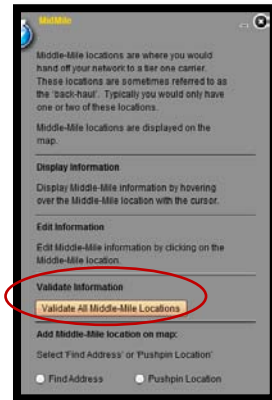 MidMile
Middle-Mile locations are where you would
hand off your network to a tier one carrier.
These locations are sometimes referred to as
the 'back-haul'. Typically you would only have
one or two of these locations.
Middle-Mile locations are displayed on the
map.
Display Information
Display Middle-Mile information by hovering
over the Middle-Mile location with the cursor.
Edit Information
Edit Middle-Mile information by clicking on the
Middle-Mile location.
Validate Information
Validate All Middle-Mile Locations
Add Middle-Mile location on map:
Select 'Find Address' or 'Pushpin Location'
Find Address
Pushpin Location